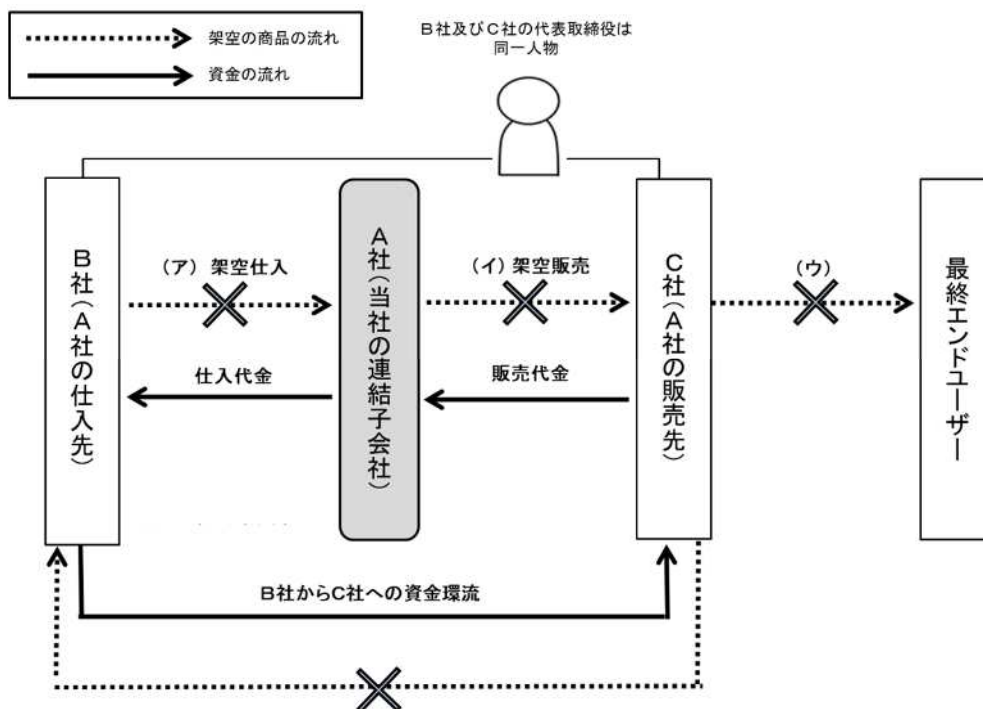 架空の商品の流れ
資金の流れ
B社及びC社の代表取締役は
同一人物
B社(A社の仕入先)
(ア) 架空仕入
仕入代金
A社(当社の連結子会社)
(イ) 架空販売
販売代金
C社(A社の販売先)
(ウ)
最終エンドユーザー
B社からC社への資金環流